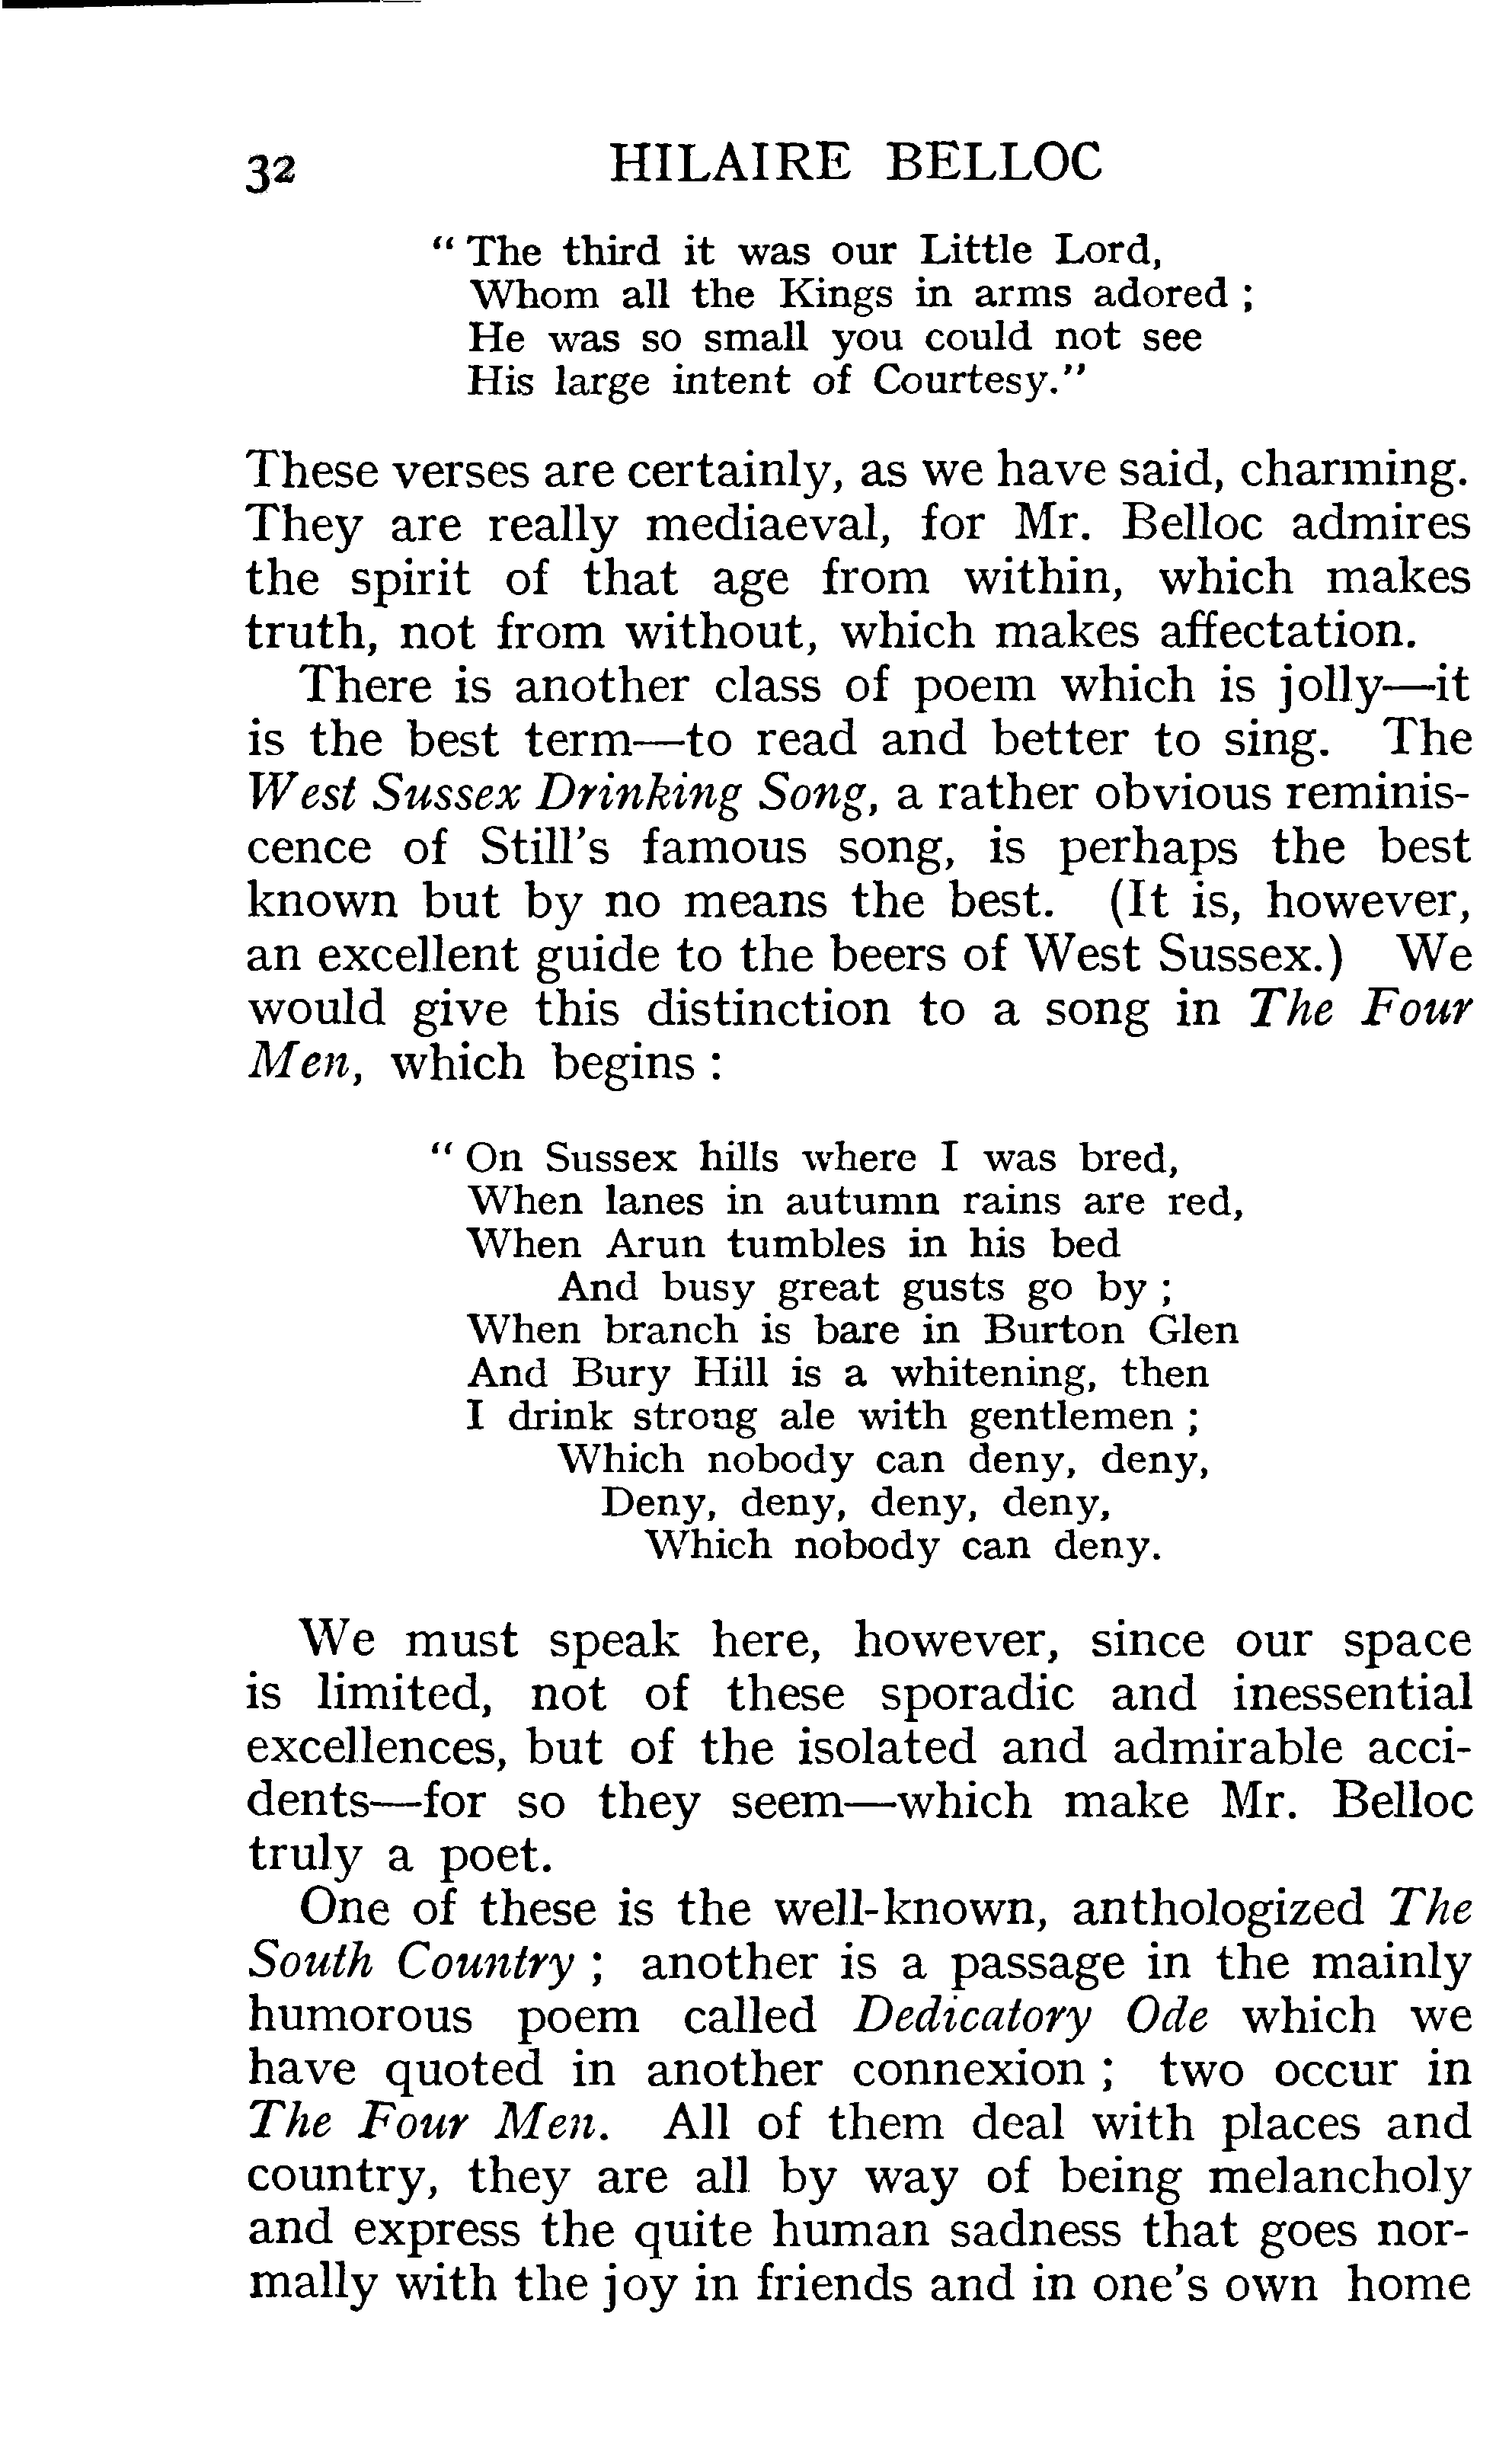 32 HILAIRE BELLOC
“ The third it was our Little Lord,
Whom all the Kings in arms adored ;
He was so small you could not see
His large intent of Courtesy.”
These verses are certainly, as we have said, charming.
They are really mediaeval, for Mr. Belloc admires
the spirit of that age from within, which makes
truth, not from without, which makes affectation.
There is another class of poem which is jolly—it
is the best term—to read and better to sing. The
West Sussex Drinking Song, a rather obvious reminis-
cence of Still's famous song, is perhaps the best
known but by no means the best. (It is, however,
an excellent guide to the beers of West Sussex.) We
would give this distinction to a song in The Four
Men, which begins :
“ On Sussex hills where I was bred,
When lanes in autumn rains are red,
When Arun tumbles in his bed
And busy great gusts go by ;
When branch is bare in Burton Glen
And Bury Hill is a whitening, then
I drink strong ale with gentlemen ;
Which nobody can deny, deny,
Deny, deny, deny, deny,
Which nobody can deny.
We must speak here, however, since our space
is limited, not of these sporadic and inessential
excellences, but of the isolated and admirable acci-
dents—for so they seem—which make Mr. Belloc
truly a poet.
One of these is the well-known, anthologized The
South Country ; another is a passage in the mainly
humorous poem called Dedicatory Ode which we
have quoted in another connexion ; two occur in
The Four Men. All of them deal with places and
country, they are all by way of being melancholy
and express the quite human sadness that goes nor-
mally with the joy in friends and in one's own home